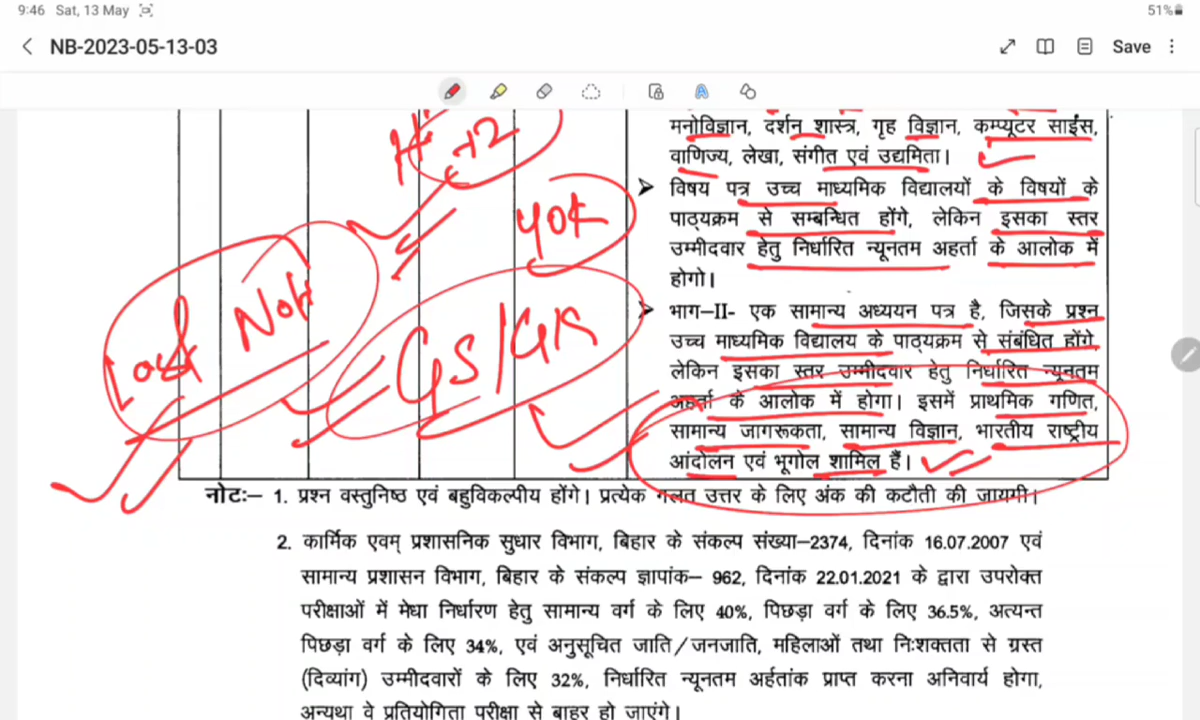 9:46 Sat, 13 May
51%
NB-2023-05-13-03
Save
+2
मनोविज्ञान, दर्शन शास्त्र, गृह विज्ञान, कम्प्यूटर साईंस,
वाणिज्य, लेखा, संगीत एवं उद्यमिता।
➤ विषय पत्र उच्च माध्यमिक विद्यालयों के विषयों के
पाठ्यक्रम से सम्बन्धित होंगे, लेकिन इसका स्तर
उम्मीदवार हेतु निर्धारित न्यूनतम अहर्ता के आलोक में
होगो।
40K
GS/GK
➤ भाग-II- एक सामान्य अध्ययन पत्र है, जिसके प्रश्न
उच्च माध्यमिक विद्यालय के पाठ्यक्रम से संबंधित होंगे
लेकिन इसका स्तर उम्मीदवार हेतु निर्धारित न्यूनतम
अहर्ता के आलोक में होगा। इसमें प्राथमिक गणित,
सामान्य जागरूकता, सामान्य विज्ञान, भारतीय राष्ट्रीय
आंदोलन एवं भूगोल शामिल हैं।
नोटः– 1. प्रश्न वस्तुनिष्ठ एवं बहुविकल्पीय होंगे। प्रत्येक गलत उत्तर के लिए अंक की कटौती की जायगी।
2. कार्मिक एवम् प्रशासनिक सुधार विभाग, बिहार के संकल्प संख्या–2374, दिनांक 16.07.2007 एवं
सामान्य प्रशासन विभाग, बिहार के संकल्प ज्ञापांक– 962, दिनांक 22.01.2021 के द्वारा उपरोक्त
परीक्षाओं में मेधा निर्धारण हेतु सामान्य वर्ग के लिए 40%, पिछड़ा वर्ग के लिए 36.5%, अत्यन्त
पिछड़ा वर्ग के लिए 34%, एवं अनुसूचित जाति/जनजाति, महिलाओं तथा निःशक्तता से ग्रस्त
(दिव्यांग) उम्मीदवारों के लिए 32%, निर्धारित न्यूनतम अर्हतांक प्राप्त करना अनिवार्य होगा,
अन्यथा वे प्रतियोगिता परीक्षा से बाहर हो जाएंगे।